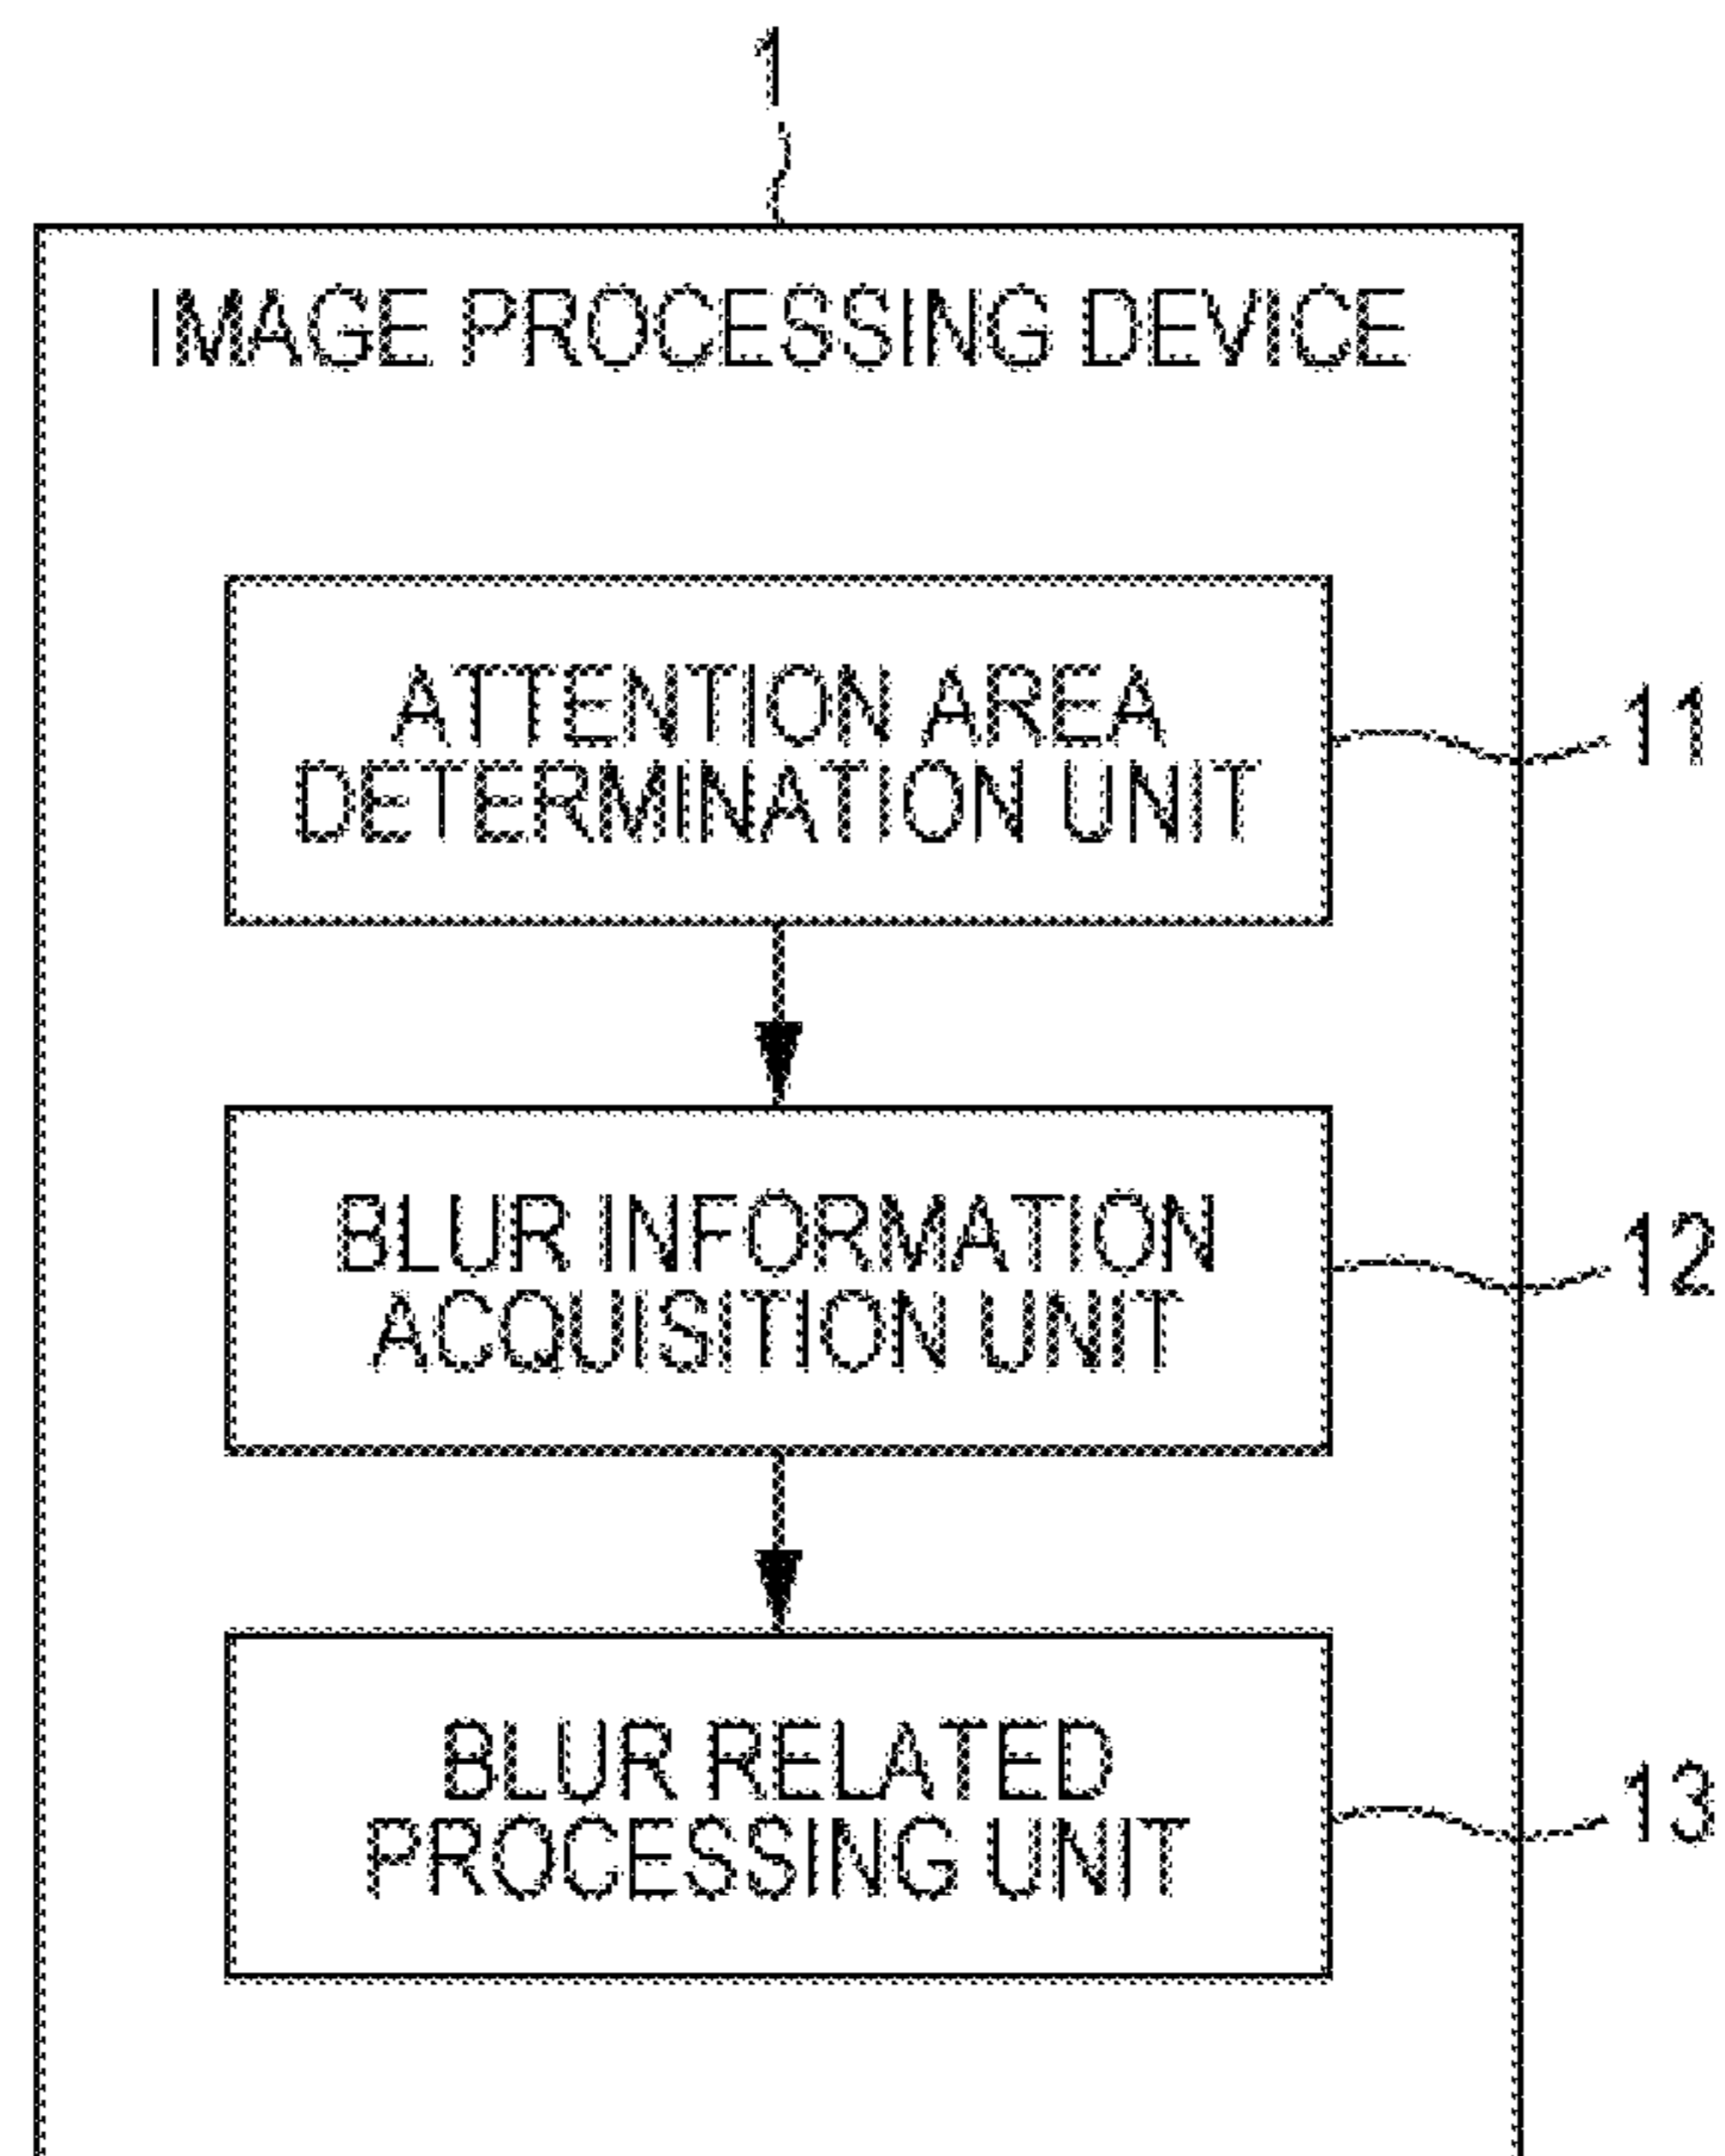 1
IMAGE PROCESSING DEVICE
ATTENTION AREA
DETERMINATION UNIT
11
BLUR INFORMATION
ACQUISITION UNIT
12
BLUR RELATED
PROCESSING UNIT
13